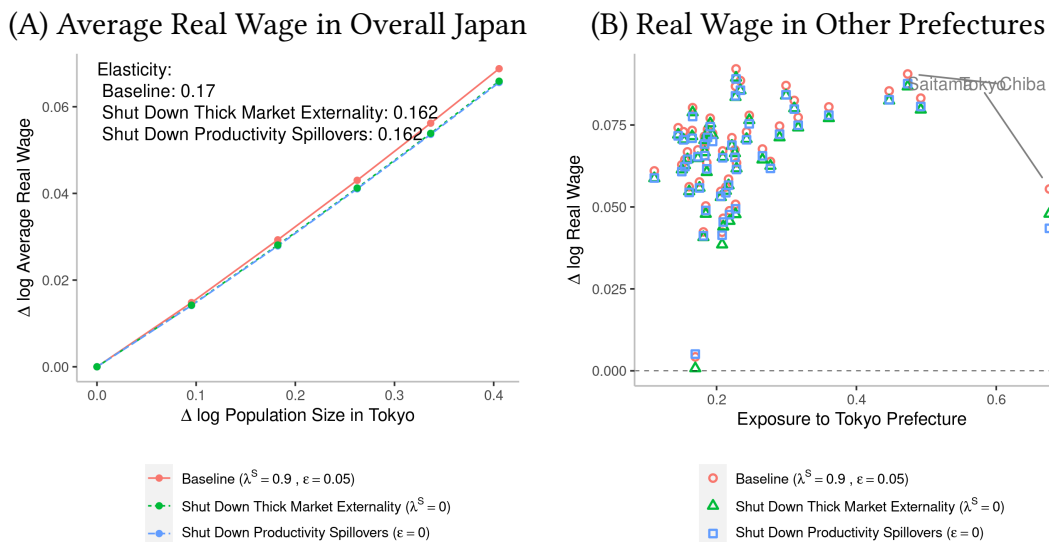 (A) Average Real Wage in Overall Japan
Elasticity:
Baseline: 0.17
Shut Down Thick Market Externality: 0.162
Shut Down Productivity Spillovers: 0.162
Δ log Average Real Wage
0.06
0.04
0.02
0.00
0.0 0.1 0.2 0.3 0.4
Δ log Population Size in Tokyo
Baseline (λ^S = 0.9 , ε = 0.05)
Shut Down Thick Market Externality (λ^S = 0)
Shut Down Productivity Spillovers (ε = 0)
(B) Real Wage in Other Prefectures
Saitama Tokyo Chiba
Δ log Real Wage
0.075
0.050
0.025
0.000
0.2 0.4 0.6
Exposure to Tokyo Prefecture
Baseline (λ^S = 0.9 , ε = 0.05)
Shut Down Thick Market Externality (λ^S = 0)
Shut Down Productivity Spillovers (ε = 0)